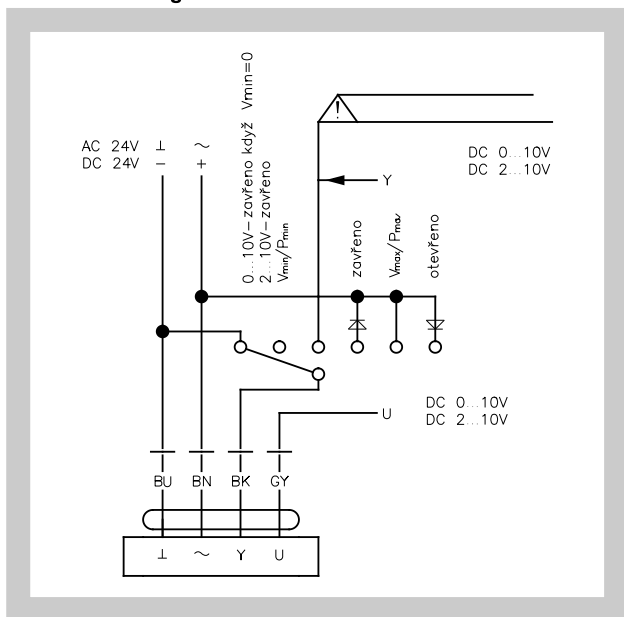 0...10V–zavřeno když Vmin=0
2...10V–zavřeno
Vmin/Pmin
!
AC 24V ⊥ ~
DC 24V – +
DC 0...10V
DC 2...10V
Y
zavřeno
Vmax/Pmax
otevřeno
U
DC 0...10V
DC 2...10V
BU BN BK GY
⊥ ~ Y U